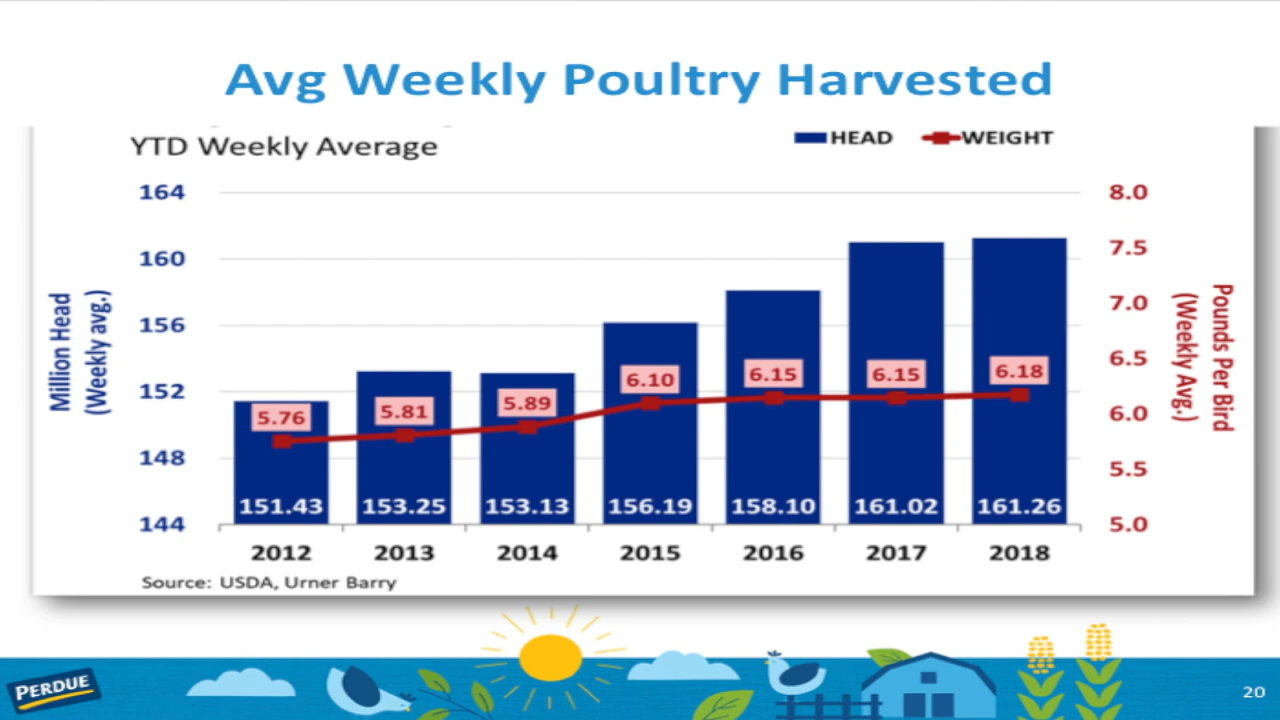 Avg Weekly Poultry Harvested
YTD Weekly Average
HEAD WEIGHT
Million Head
(Weekly avg.)
164
160
156
152
148
144
8.0
7.5
7.0
6.5
6.0
5.5
5.0
Pounds Per Bird
(Weekly Avg.)
5.76 5.81 5.89 6.10 6.15 6.15 6.18
151.43 153.25 153.13 156.19 158.10 161.02 161.26
2012 2013 2014 2015 2016 2017 2018
Source: USDA, Urner Barry
PERDUE
20